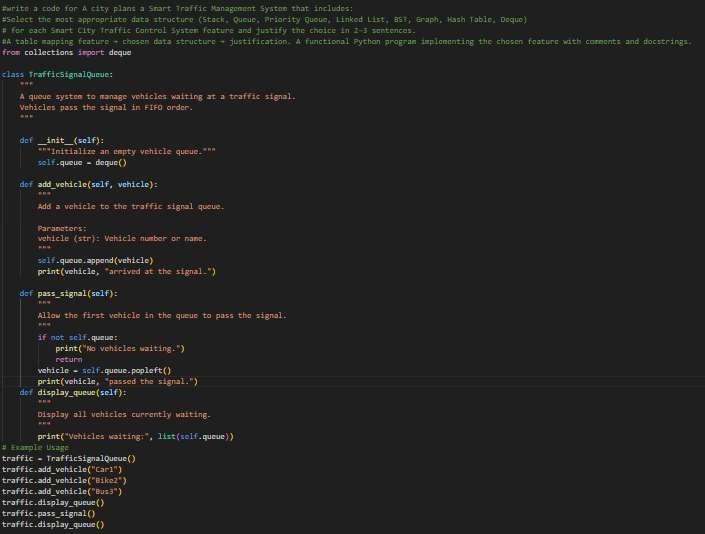 #write a code for A city plans a Smart Traffic Management System that includes:
#Select the most appropriate data structure (Stack, Queue, Priority Queue, Linked List, BST, Graph, Hash Table, Deque)
# for each Smart City Traffic Control System feature and justify the choice in 2–3 sentences.
#A table mapping feature → chosen data structure → justification. A functional Python program implementing the chosen feature with comments and docstrings.
from collections import deque

class TrafficSignalQueue:
    """
    A queue system to manage vehicles waiting at a traffic signal.
    Vehicles pass the signal in FIFO order.
    """

    def __init__(self):
        """Initialize an empty vehicle queue."""
        self.queue = deque()

    def add_vehicle(self, vehicle):
        """
        Add a vehicle to the traffic signal queue.

        Parameters:
        vehicle (str): Vehicle number or name.
        """
        self.queue.append(vehicle)
        print(vehicle, "arrived at the signal.")

    def pass_signal(self):
        """
        Allow the first vehicle in the queue to pass the signal.
        """
        if not self.queue:
            print("No vehicles waiting.")
            return
        vehicle = self.queue.popleft()
        print(vehicle, "passed the signal.")
    def display_queue(self):
        """
        Display all vehicles currently waiting.
        """
        print("Vehicles waiting:", list(self.queue))
# Example Usage
traffic = TrafficSignalQueue()
traffic.add_vehicle("Car1")
traffic.add_vehicle("Bike2")
traffic.add_vehicle("Bus3")
traffic.display_queue()
traffic.pass_signal()
traffic.display_queue()